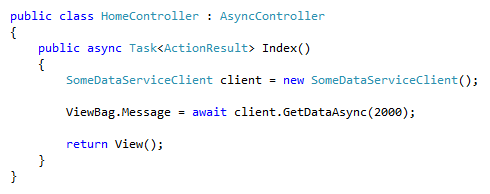 public class HomeController : AsyncController
{
    public async Task<ActionResult> Index()
    {
        SomeDataServiceClient client = new SomeDataServiceClient();

        ViewBag.Message = await client.GetDataAsync(2000);

        return View();
    }
}